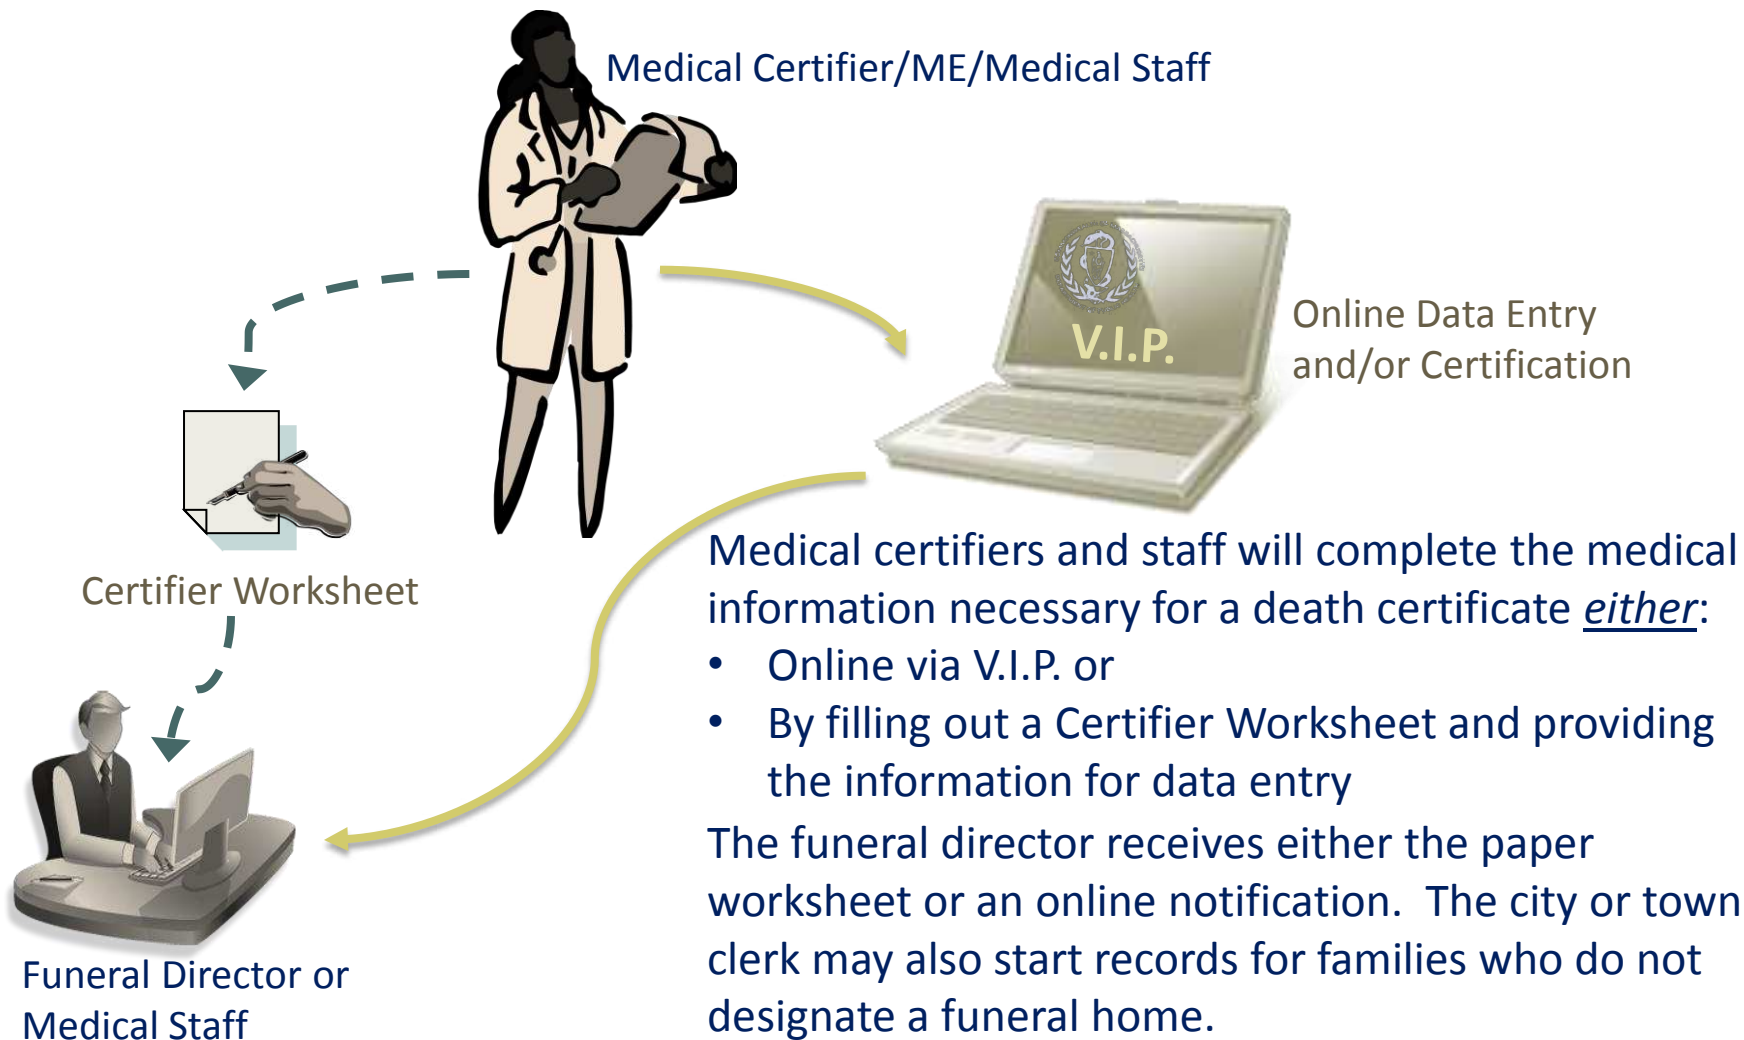 Medical Certifier/ME/Medical Staff
V.I.P.
Online Data Entry
and/or Certification
Certifier Worksheet
Funeral Director or
Medical Staff
Medical certifiers and staff will complete the medical
information necessary for a death certificate either:
• Online via V.I.P. or
• By filling out a Certifier Worksheet and providing
the information for data entry
The funeral director receives either the paper
worksheet or an online notification.  The city or town
clerk may also start records for families who do not
designate a funeral home.